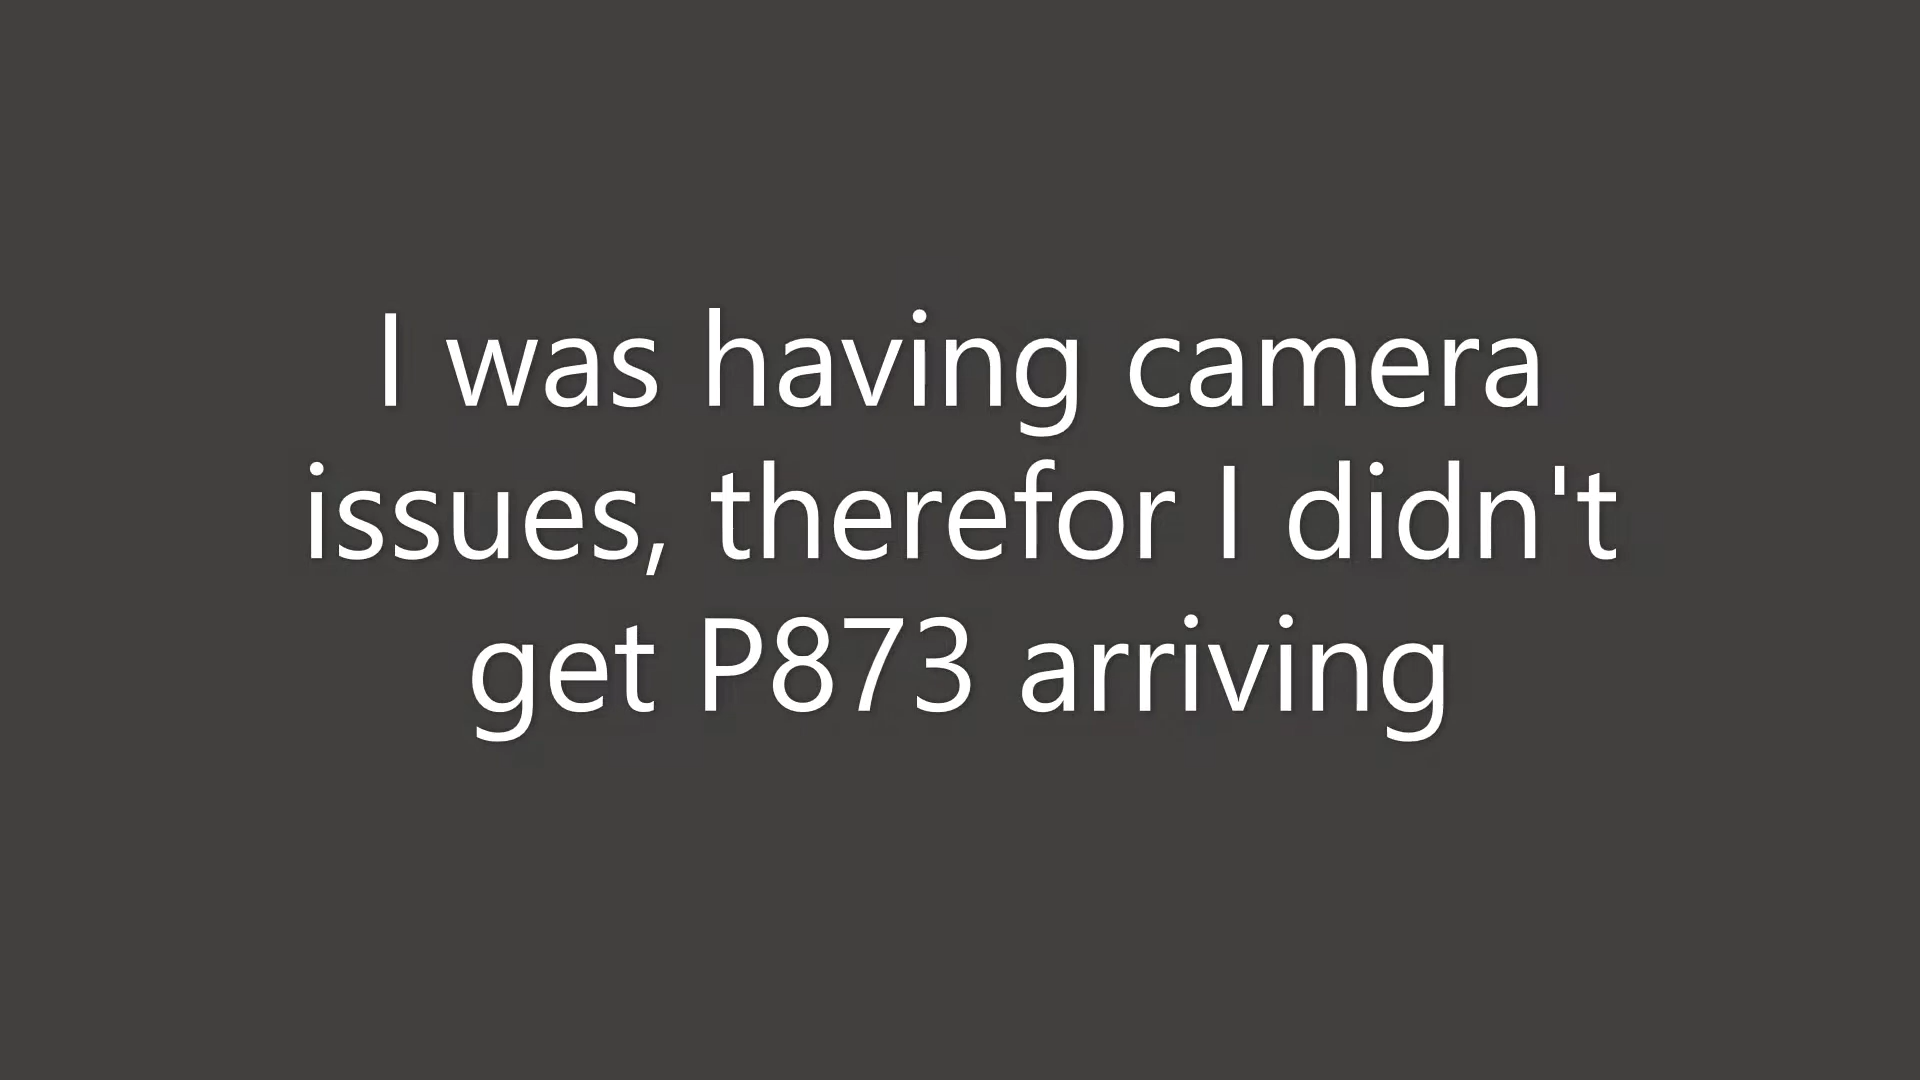 I was having camera
issues, therefor I didn't
get P873 arriving